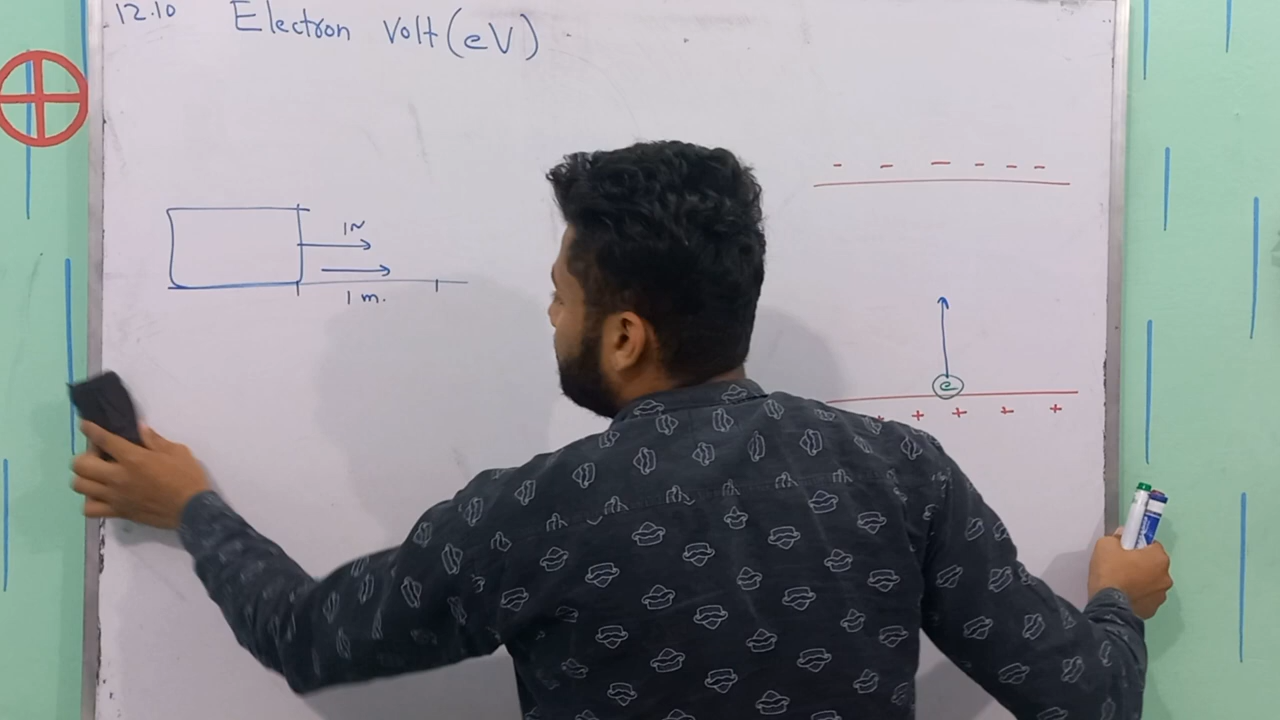 12.10 Electron Volt (eV)
1N
1 m.
- - - - - -
e
+ + + + +